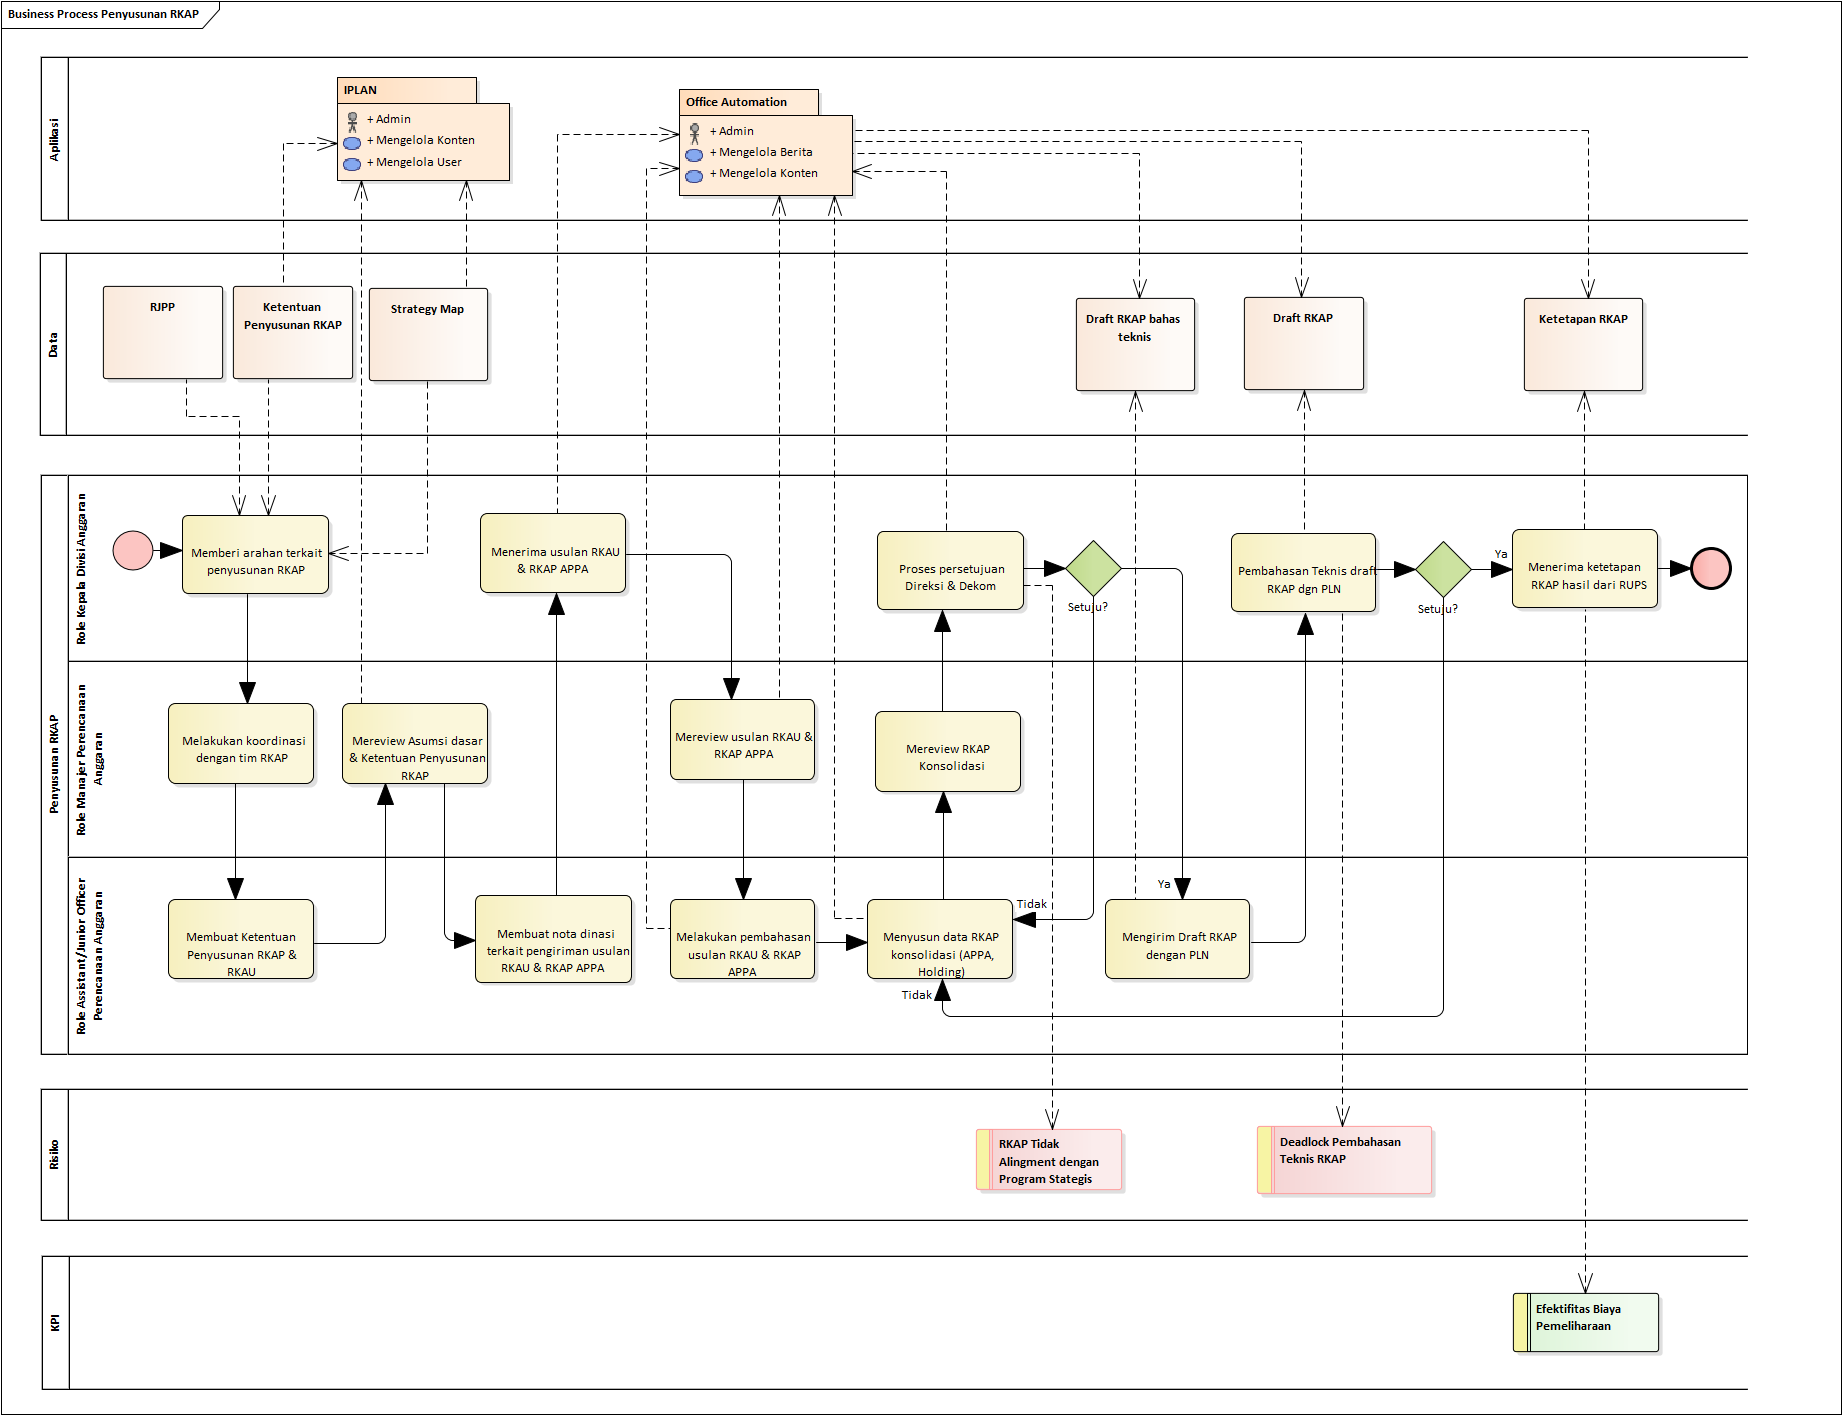 Business Process Penyusunan RKAP
Aplikasi
IPLAN
+ Admin
+ Mengelola Konten
+ Mengelola User
Office Automation
+ Admin
+ Mengelola Berita
+ Mengelola Konten
Data
RJPP
Ketentuan
Penyusunan RKAP
Strategy Map
Draft RKAP bahas
teknis
Draft RKAP
Ketetapan RKAP
Penyusunan RKAP
Role Kepala Divisi Anggaran
Memberi arahan terkait
penyusunan RKAP
Menerima usulan RKAU
& RKAP APPA
Proses persetujuan
Direksi & Dekom
Setuju?
Pembahasan Teknis draft
RKAP dgn PLN
Setuju?
Ya
Menerima ketetapan
RKAP hasil dari RUPS
Role Manajer Perencanaan
Anggaran
Melakukan koordinasi
dengan tim RKAP
Mereview Asumsi dasar
& Ketentuan Penyusunan
RKAP
Mereview usulan RKAU &
RKAP APPA
Mereview RKAP
Konsolidasi
Role Assistant/Junior Officer
Perencanaan Anggaran
Membuat Ketentuan
Penyusunan RKAP &
RKAU
Membuat nota dinasi
terkait pengiriman usulan
RKAU & RKAP APPA
Melakukan pembahasan
usulan RKAU & RKAP
APPA
Menyusun data RKAP
konsolidasi (APPA,
Holding)
Tidak
Tidak
Ya
Mengirim Draft RKAP
dengan PLN
Risiko
RKAP Tidak
Alingment dengan
Program Stategis
Deadlock Pembahasan
Teknis RKAP
KPI
Efektifitas Biaya
Pemeliharaan